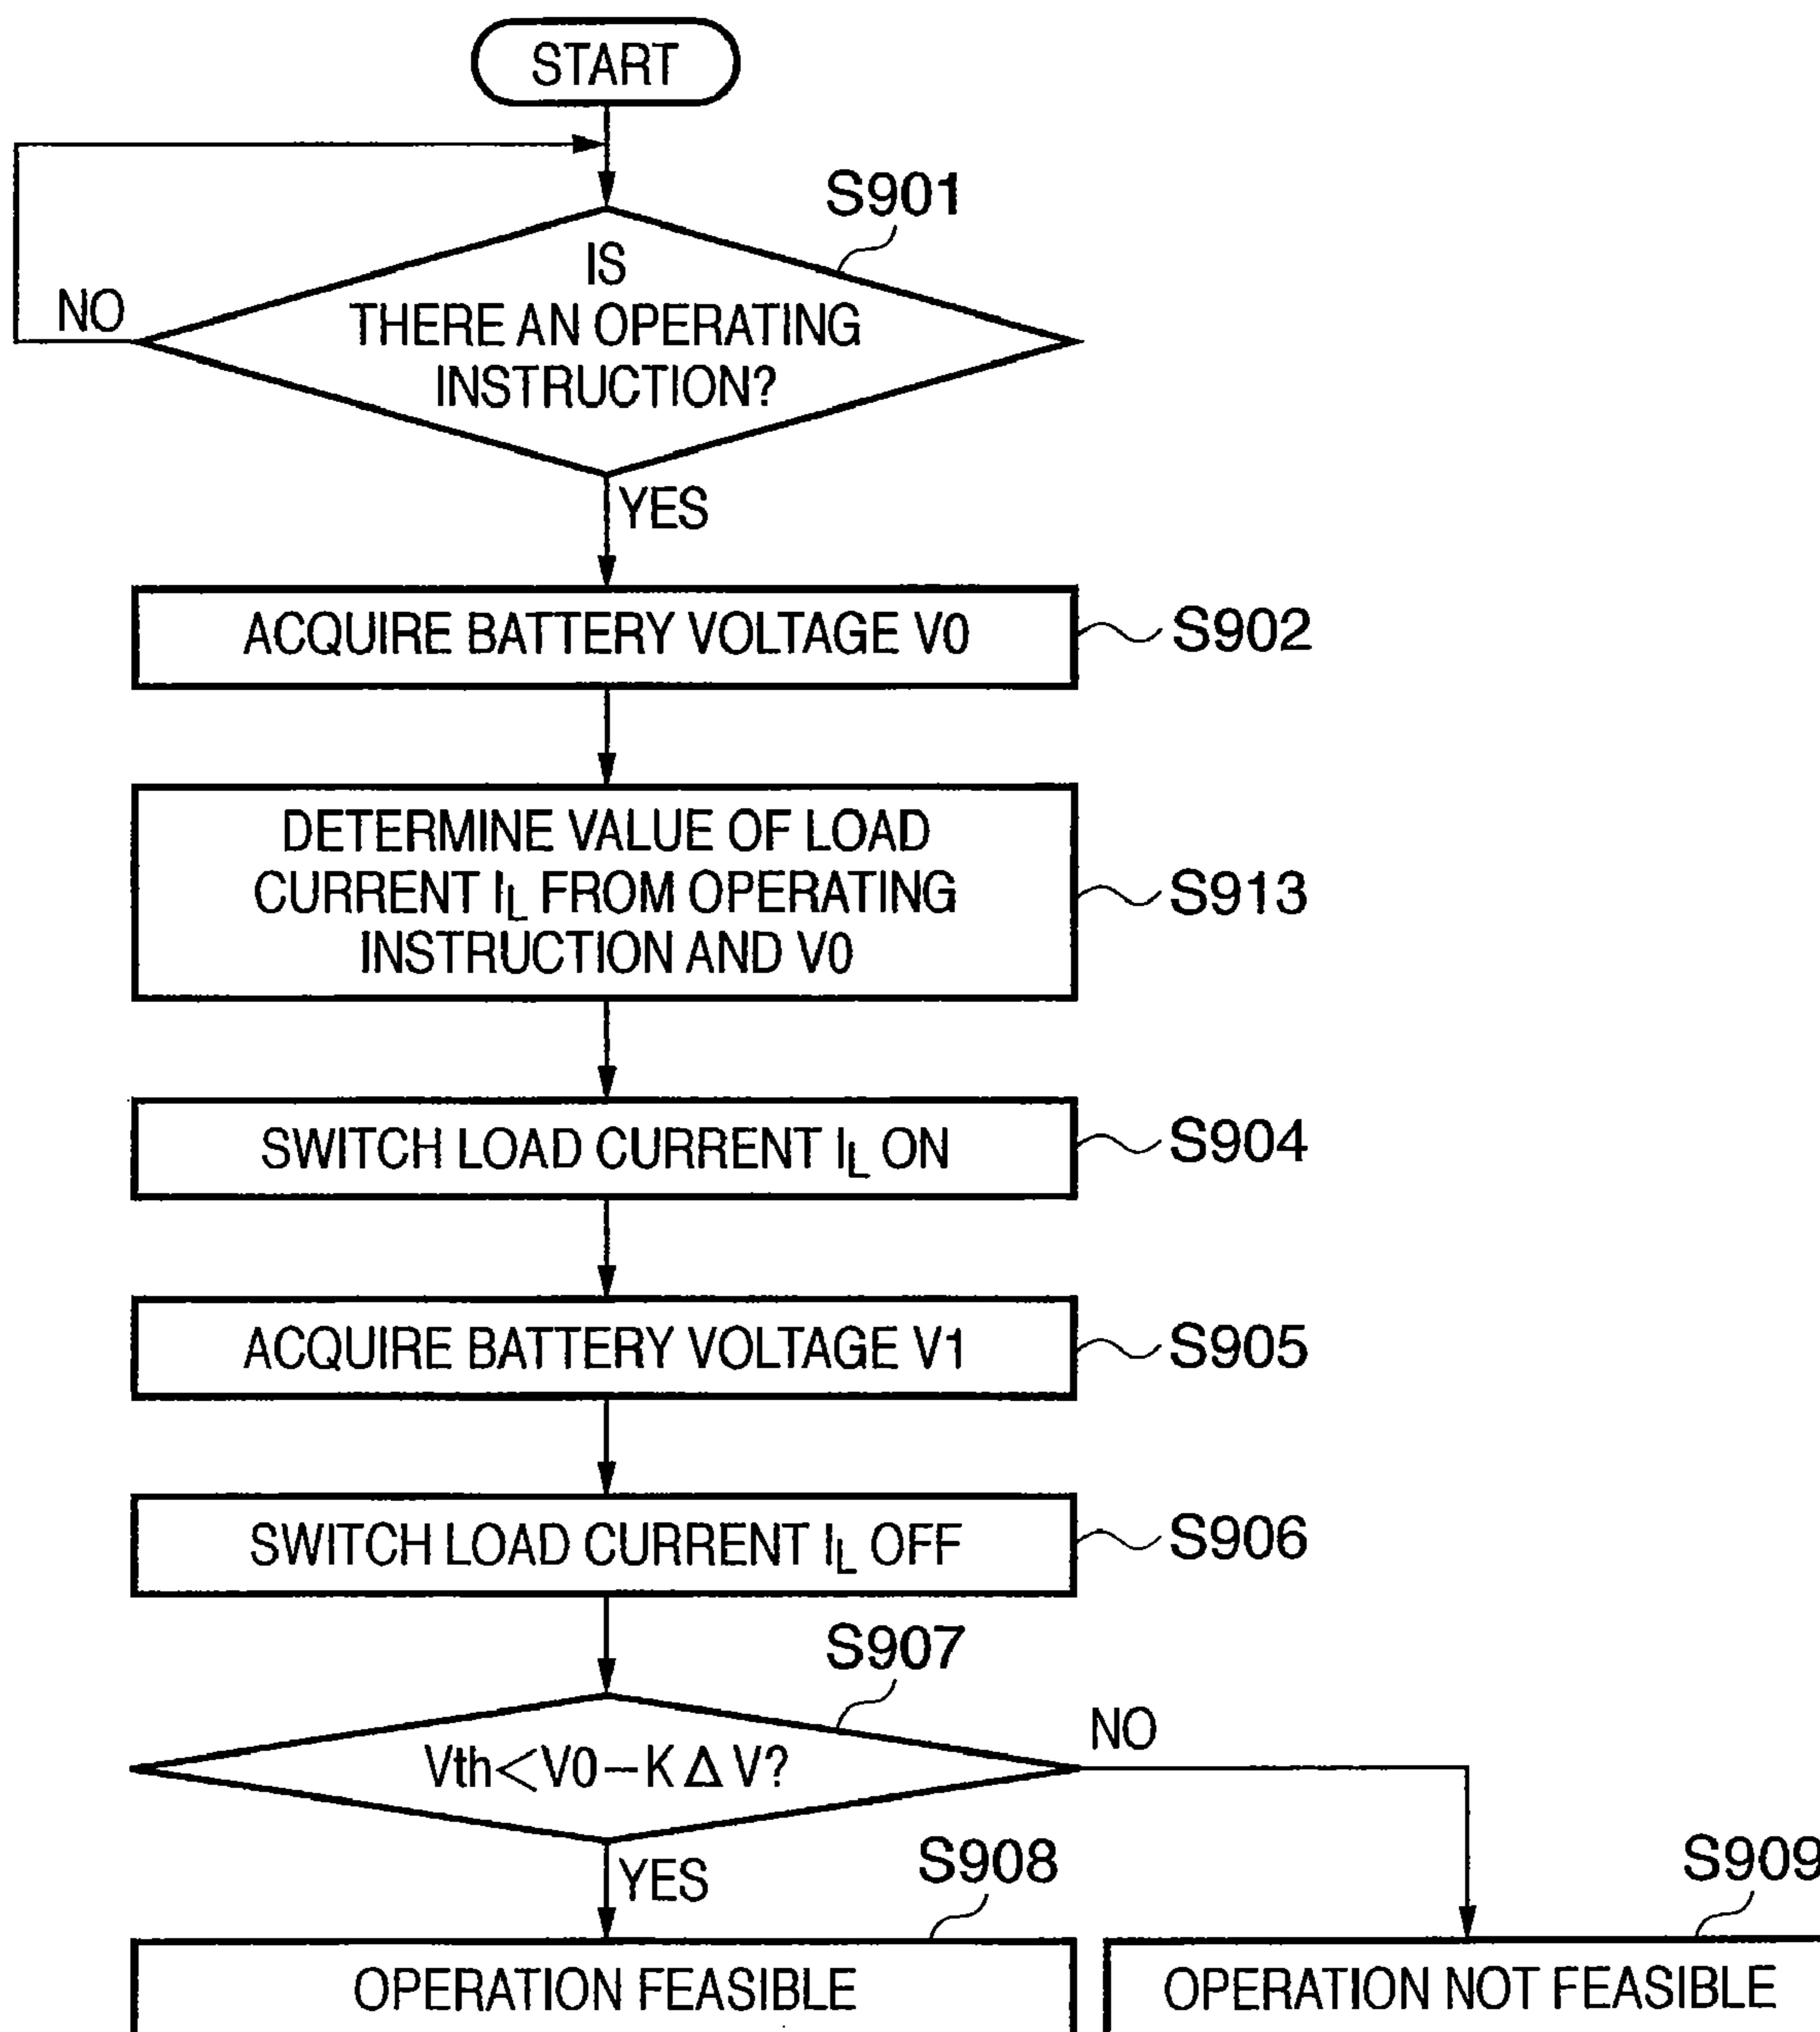 START
S901
IS
THERE AN OPERATING
INSTRUCTION?
NO
YES
ACQUIRE BATTERY VOLTAGE V0
S902
DETERMINE VALUE OF LOAD
CURRENT IL FROM OPERATING
INSTRUCTION AND V0
S913
SWITCH LOAD CURRENT IL ON
S904
ACQUIRE BATTERY VOLTAGE V1
S905
SWITCH LOAD CURRENT IL OFF
S906
S907
Vth<V0-KΔV?
NO
YES
S908
S909
OPERATION FEASIBLE
OPERATION NOT FEASIBLE